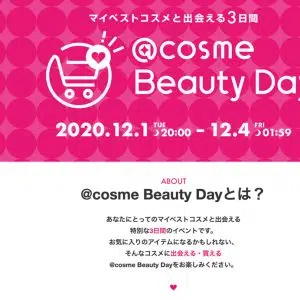 マイベストコスメと出会える3日間
@cosme
Beauty Day
2020.12.1 TUE 20:00 - 12.4 FRI 01:59
ABOUT
@cosme Beauty Dayとは？
あなたにとってのマイベストコスメと出会える
特別な3日間のイベントです。
お気に入りのアイテムになるかもしれない、
そんなコスメに出会える・買える
@cosme Beauty Dayをお楽しみください。